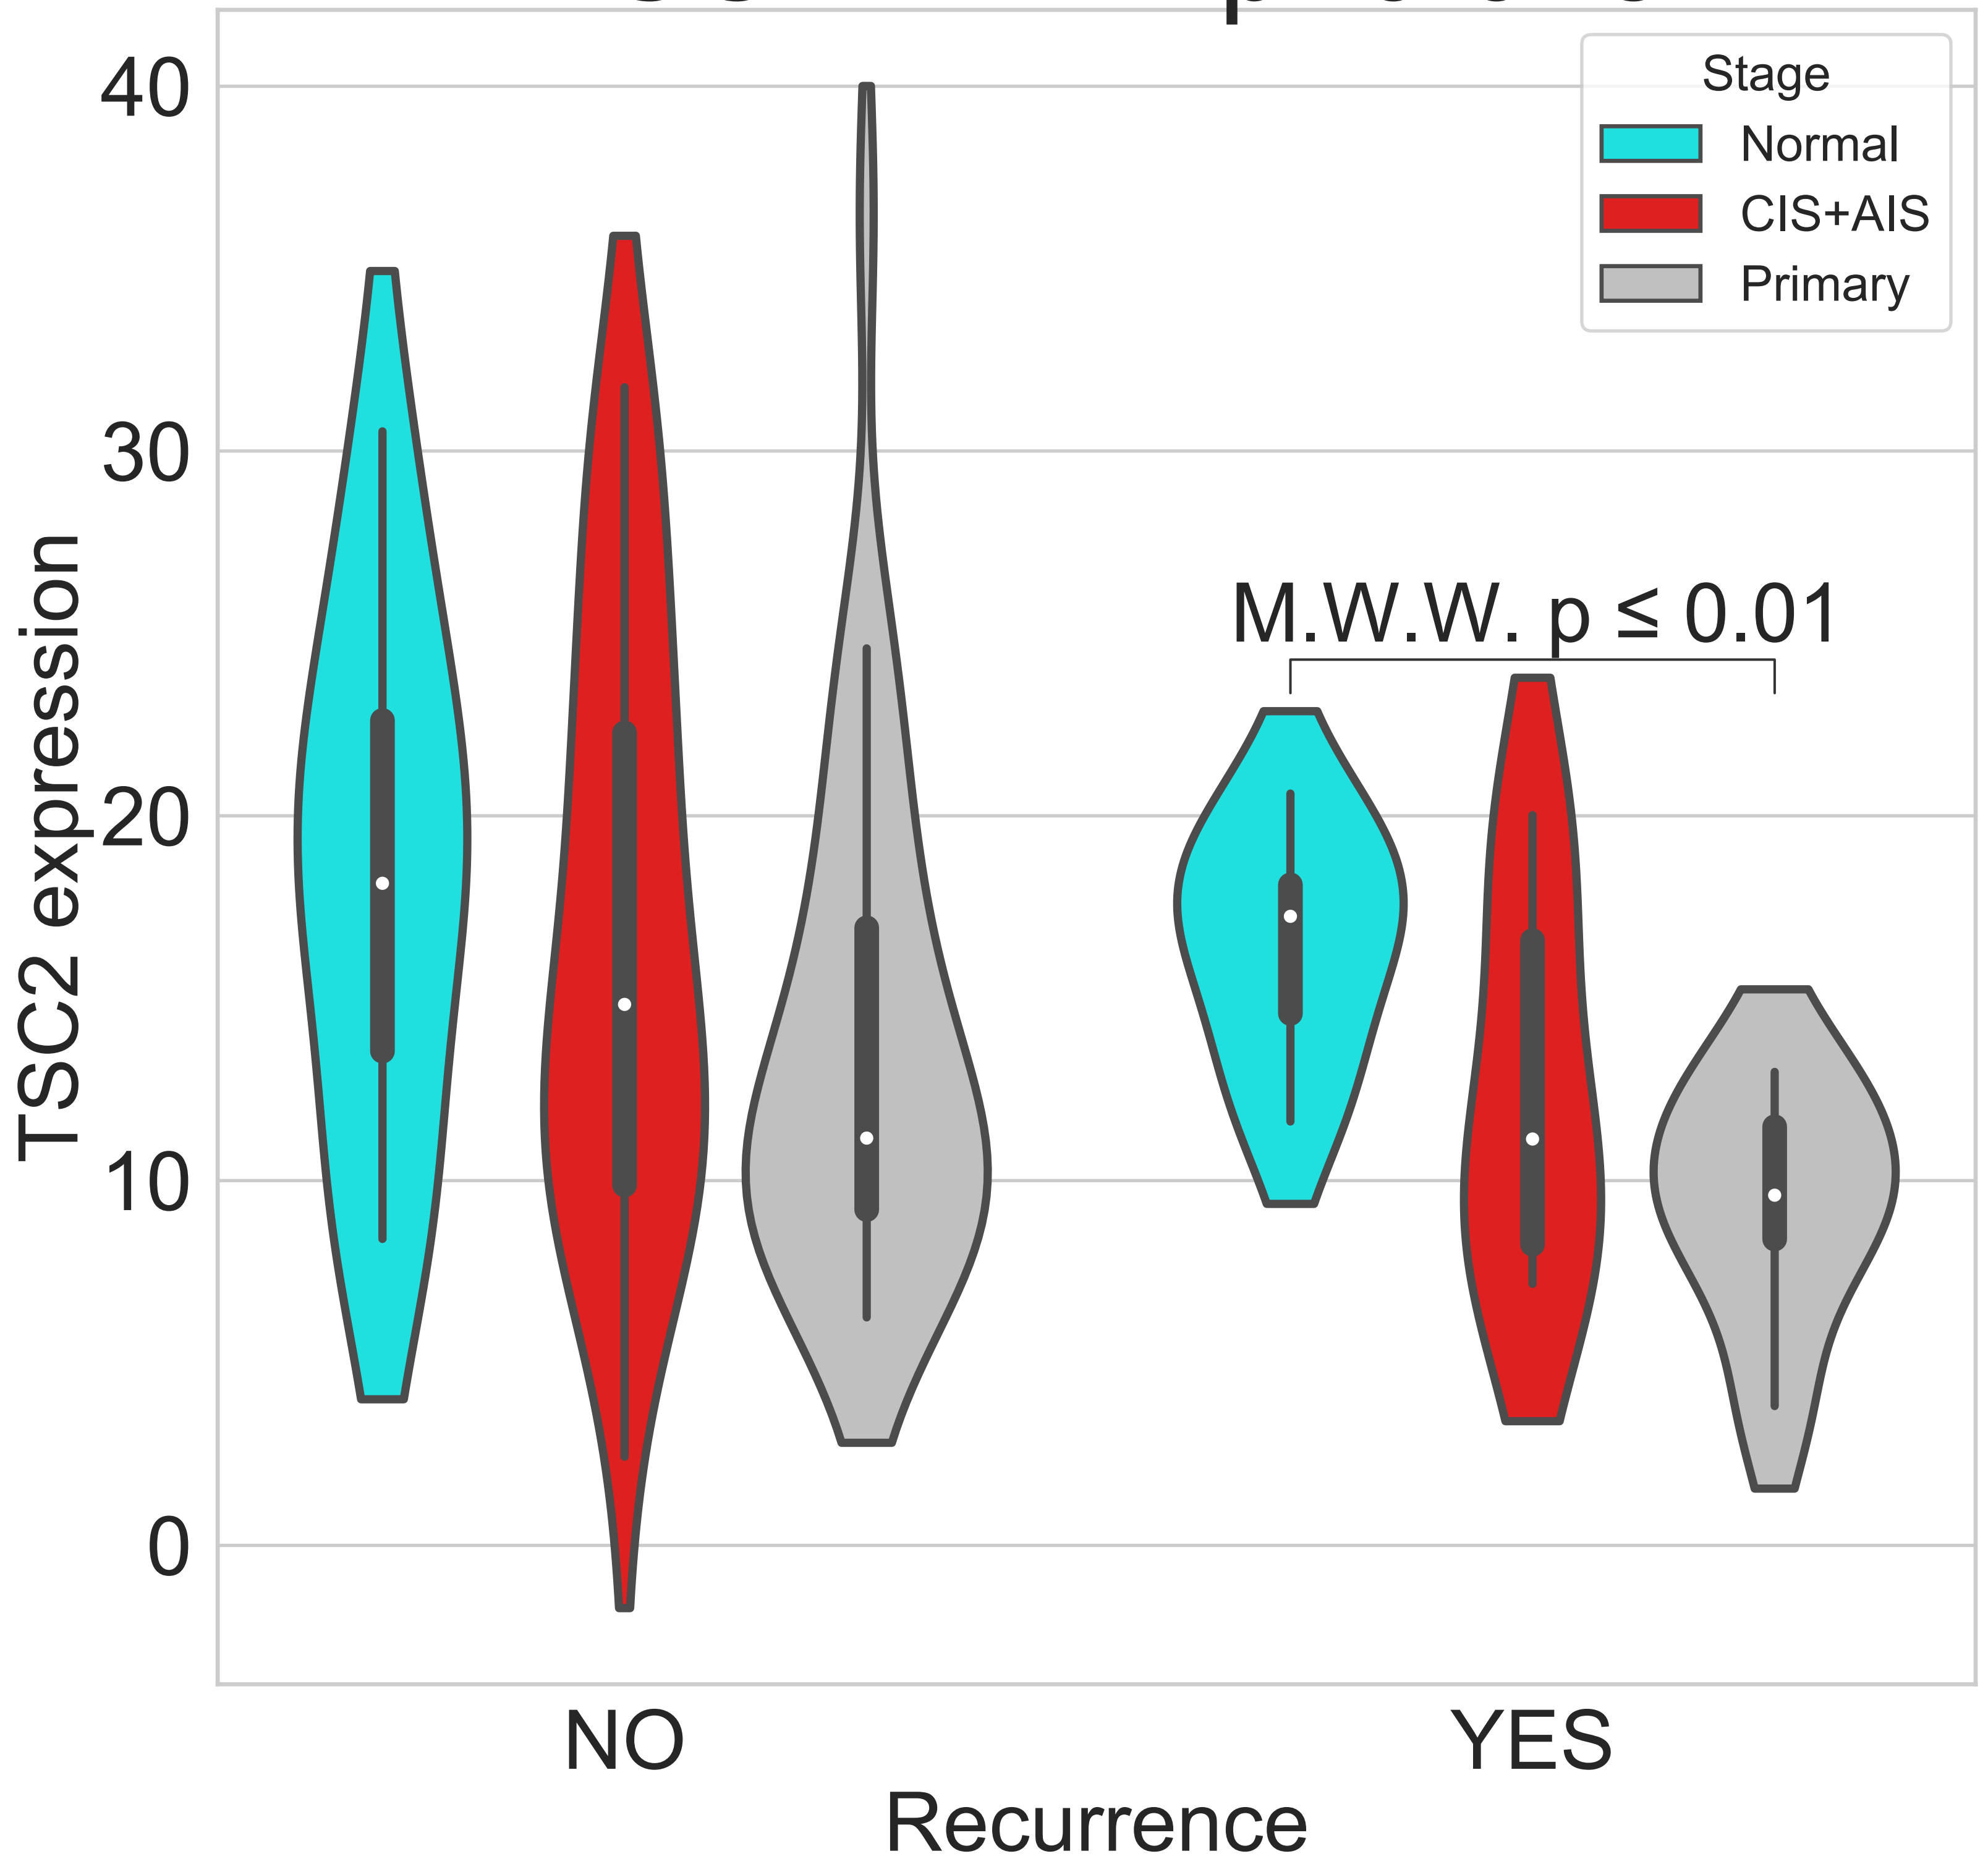 Stage
Normal
CIS+AIS
Primary
40
30
20
10
0
TSC2 expression
M.W.W. p ≤ 0.01
NO
YES
Recurrence